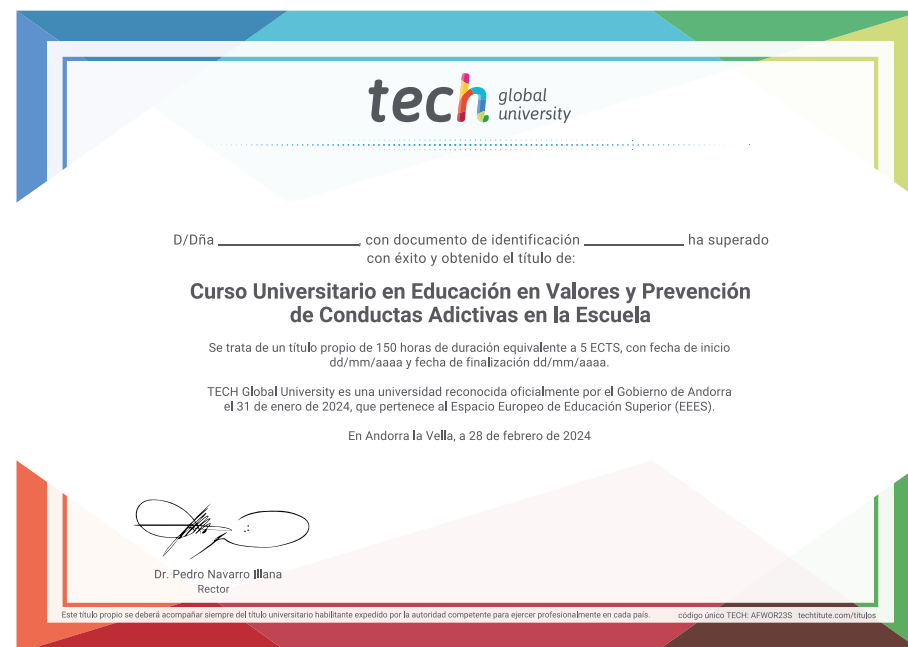 tech global university
D/Dña ____________________, con documento de identificación __________ ha superado
con éxito y obtenido el título de:
Curso Universitario en Educación en Valores y Prevención
de Conductas Adictivas en la Escuela
Se trata de un título propio de 150 horas de duración equivalente a 5 ECTS, con fecha de inicio
dd/mm/aaaa y fecha de finalización dd/mm/aaaa.
TECH Global University es una universidad reconocida oficialmente por el Gobierno de Andorra
el 31 de enero de 2024, que pertenece al Espacio Europeo de Educación Superior (EEES).
En Andorra la Vella, a 28 de febrero de 2024
Dr. Pedro Navarro Illana
Rector
Este título propio se deberá acompañar siempre del título universitario habilitante expedido por la autoridad competente para ejercer profesionalmente en cada país. código único TECH: AFWOR23S techtitute.com/titulos